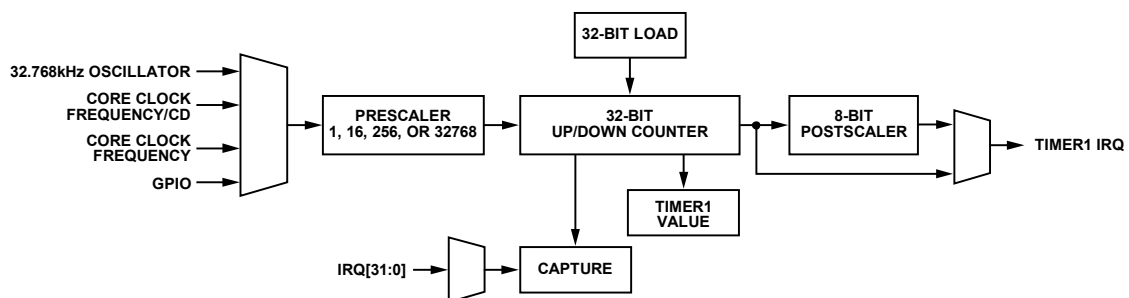 32-BIT LOAD
32.768kHz OSCILLATOR
CORE CLOCK
FREQUENCY/CD
CORE CLOCK
FREQUENCY
GPIO
PRESCALER
1, 16, 256, OR 32768
32-BIT
UP/DOWN COUNTER
8-BIT
POSTSCALER
TIMER1 IRQ
TIMER1
VALUE
IRQ[31:0]
CAPTURE